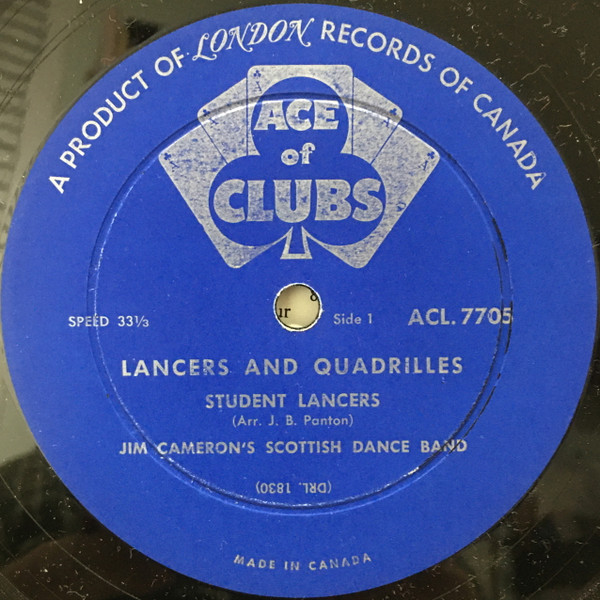 A PRODUCT OF LONDON RECORDS OF CANADA
ACE
of
CLUBS
SPEED 33⅓
Side 1
ACL. 7705
LANCERS AND QUADRILLES
STUDENT LANCERS
(Arr. J. B. Panton)
JIM CAMERON'S SCOTTISH DANCE BAND
(DRL. 1830)
MADE IN CANADA